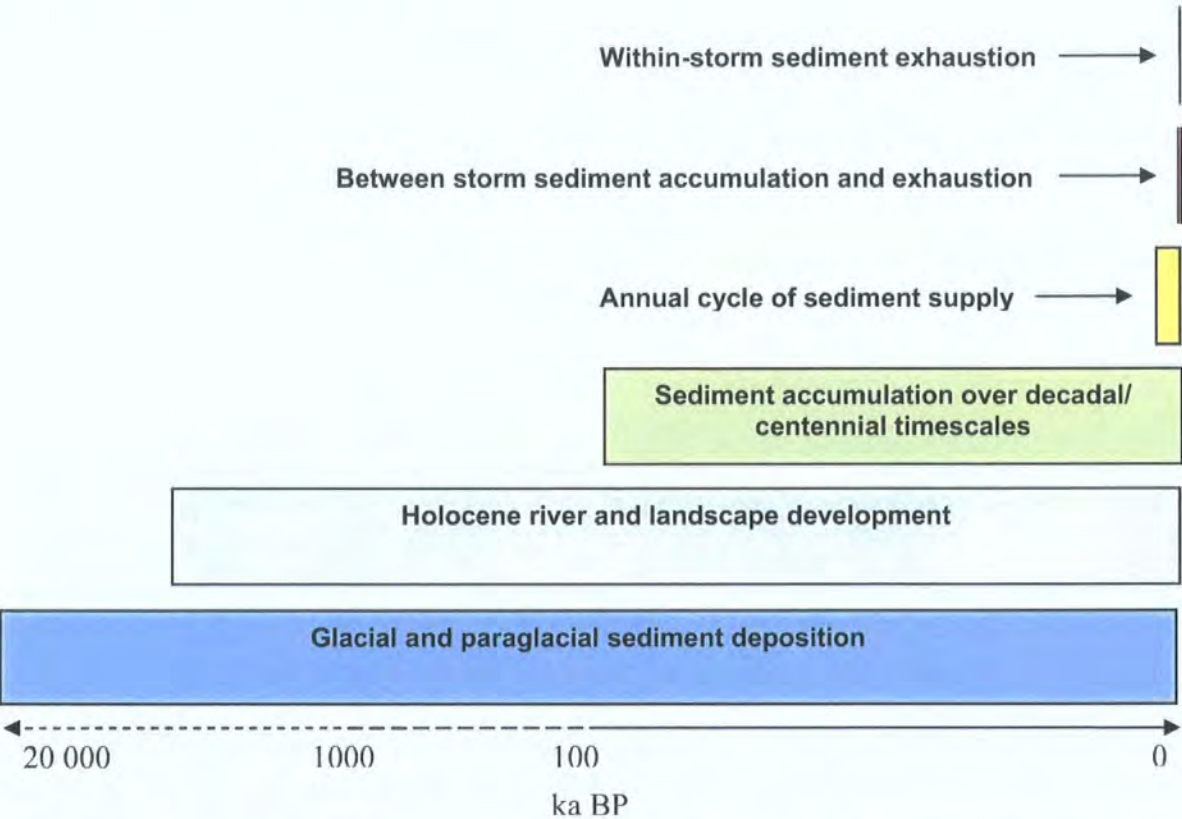 Within-storm sediment exhaustion
Between storm sediment accumulation and exhaustion
Annual cycle of sediment supply
Sediment accumulation over decadal/
centennial timescales
Holocene river and landscape development
Glacial and paraglacial sediment deposition
20 000 1000 100 0
ka BP